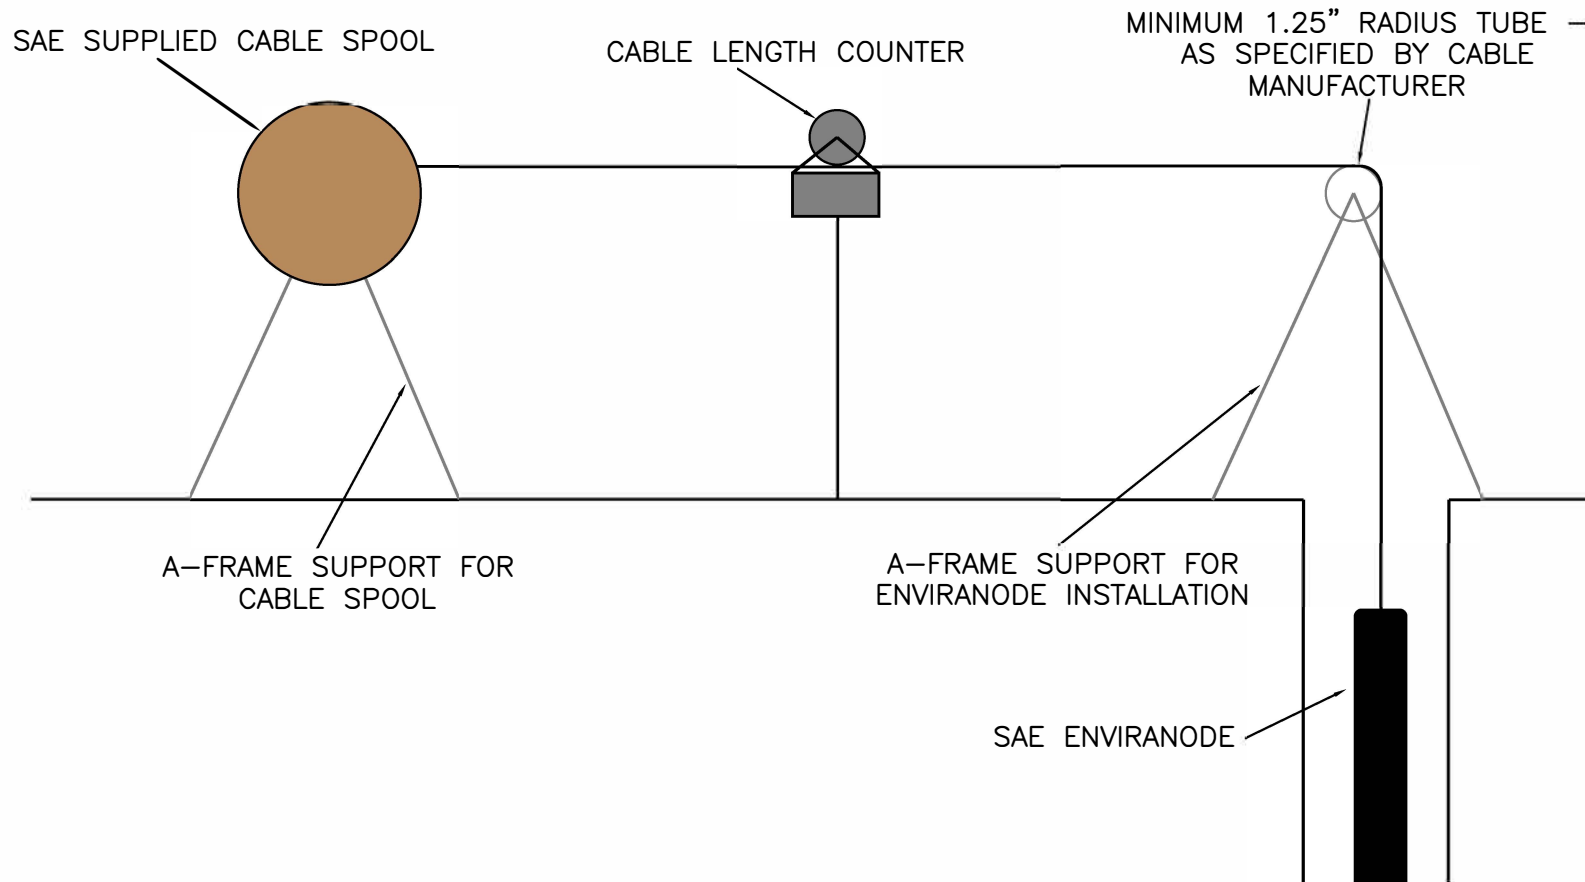 SAE SUPPLIED CABLE SPOOL
CABLE LENGTH COUNTER
MINIMUM 1.25” RADIUS TUBE
AS SPECIFIED BY CABLE
MANUFACTURER
A-FRAME SUPPORT FOR
CABLE SPOOL
A-FRAME SUPPORT FOR
ENVIRANODE INSTALLATION
SAE ENVIRANODE